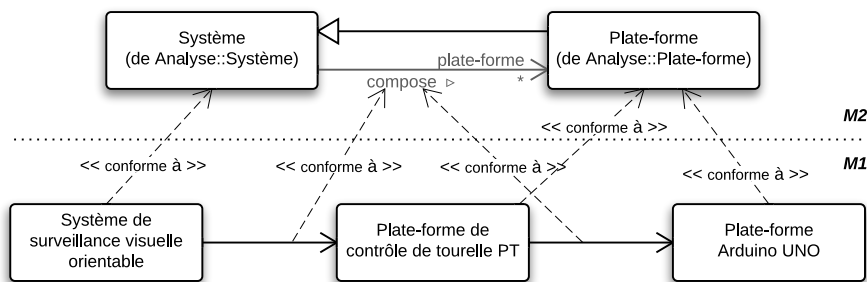 Système
(de Analyse::Système)
Plate-forme
(de Analyse::Plate-forme)
plate-forme
compose ▹
*
M2
<< conforme à >>
M1
<< conforme à >>
<< conforme à >>
<< conforme à >>
<< conforme à >>
Système de
surveillance visuelle
orientable
Plate-forme de
contrôle de tourelle PT
Plate-forme
Arduino UNO